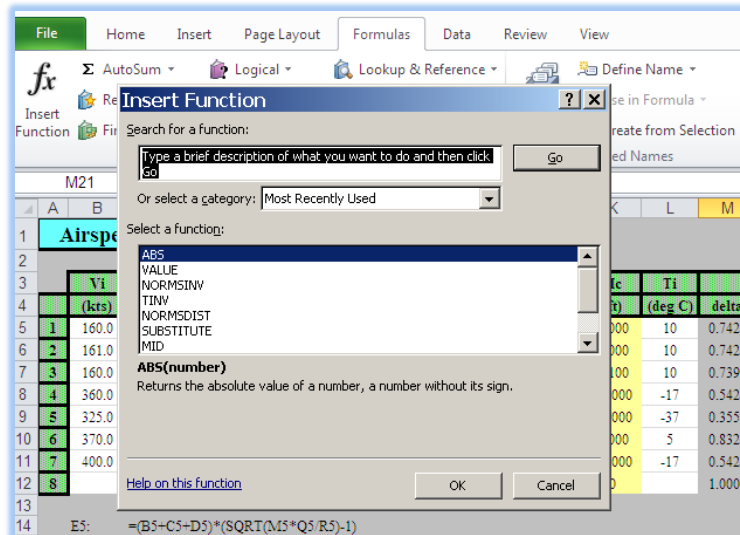 File Home Insert Page Layout Formulas Data Review View
fx Σ AutoSum Logical Lookup & Reference Define Name
Insert Function
Insert
Function
Search for a function:
Type a brief description of what you want to do and then click
Go
Go
Or select a category: Most Recently Used
Select a function:
ABS
VALUE
NORMSINV
TINV
NORMSDIST
SUBSTITUTE
MID
ABS(number)
Returns the absolute value of a number, a number without its sign.
Help on this function OK Cancel
in Formula
from Selection
Names
M21
A B L M
1
2
3 Vi Ti
4 (kts) (deg C) delta
5 1 160.0 10 0.742
6 2 161.0 10 0.742
7 3 160.0 10 0.739
8 4 360.0 -17 0.542
9 5 325.0 -37 0.355
10 6 370.0 5 0.832
11 7 400.0 -17 0.542
12 8 1.000
13
14 E5: =(B5+C5+D5)*(SQRT(M5*Q5/R5)-1)